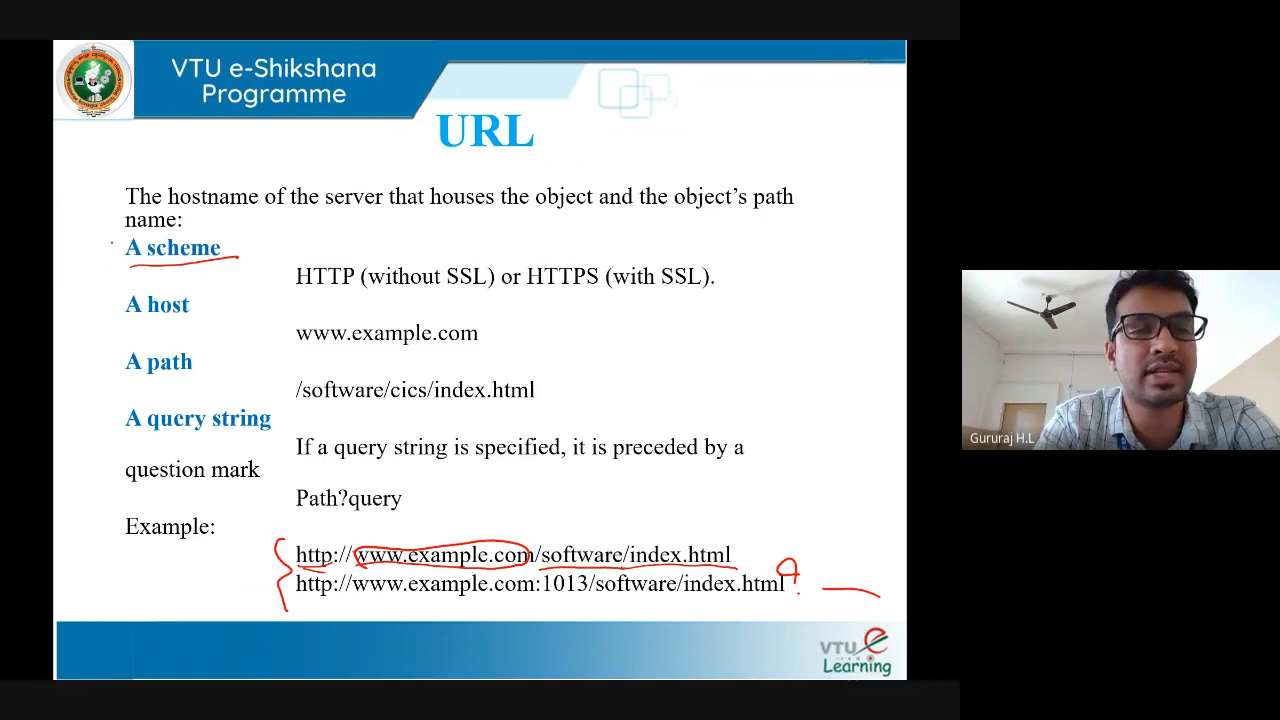 VTU e-Shikshana
Programme
URL
The hostname of the server that houses the object and the object's path
name:
A scheme
HTTP (without SSL) or HTTPS (with SSL).
A host
www.example.com
A path
/software/cics/index.html
A query string
If a query string is specified, it is preceded by a
question mark
Path?query
Example:
http://www.example.com/software/index.html
http://www.example.com:1013/software/index.html
?
VTU e
Learning
Gururaj H.L